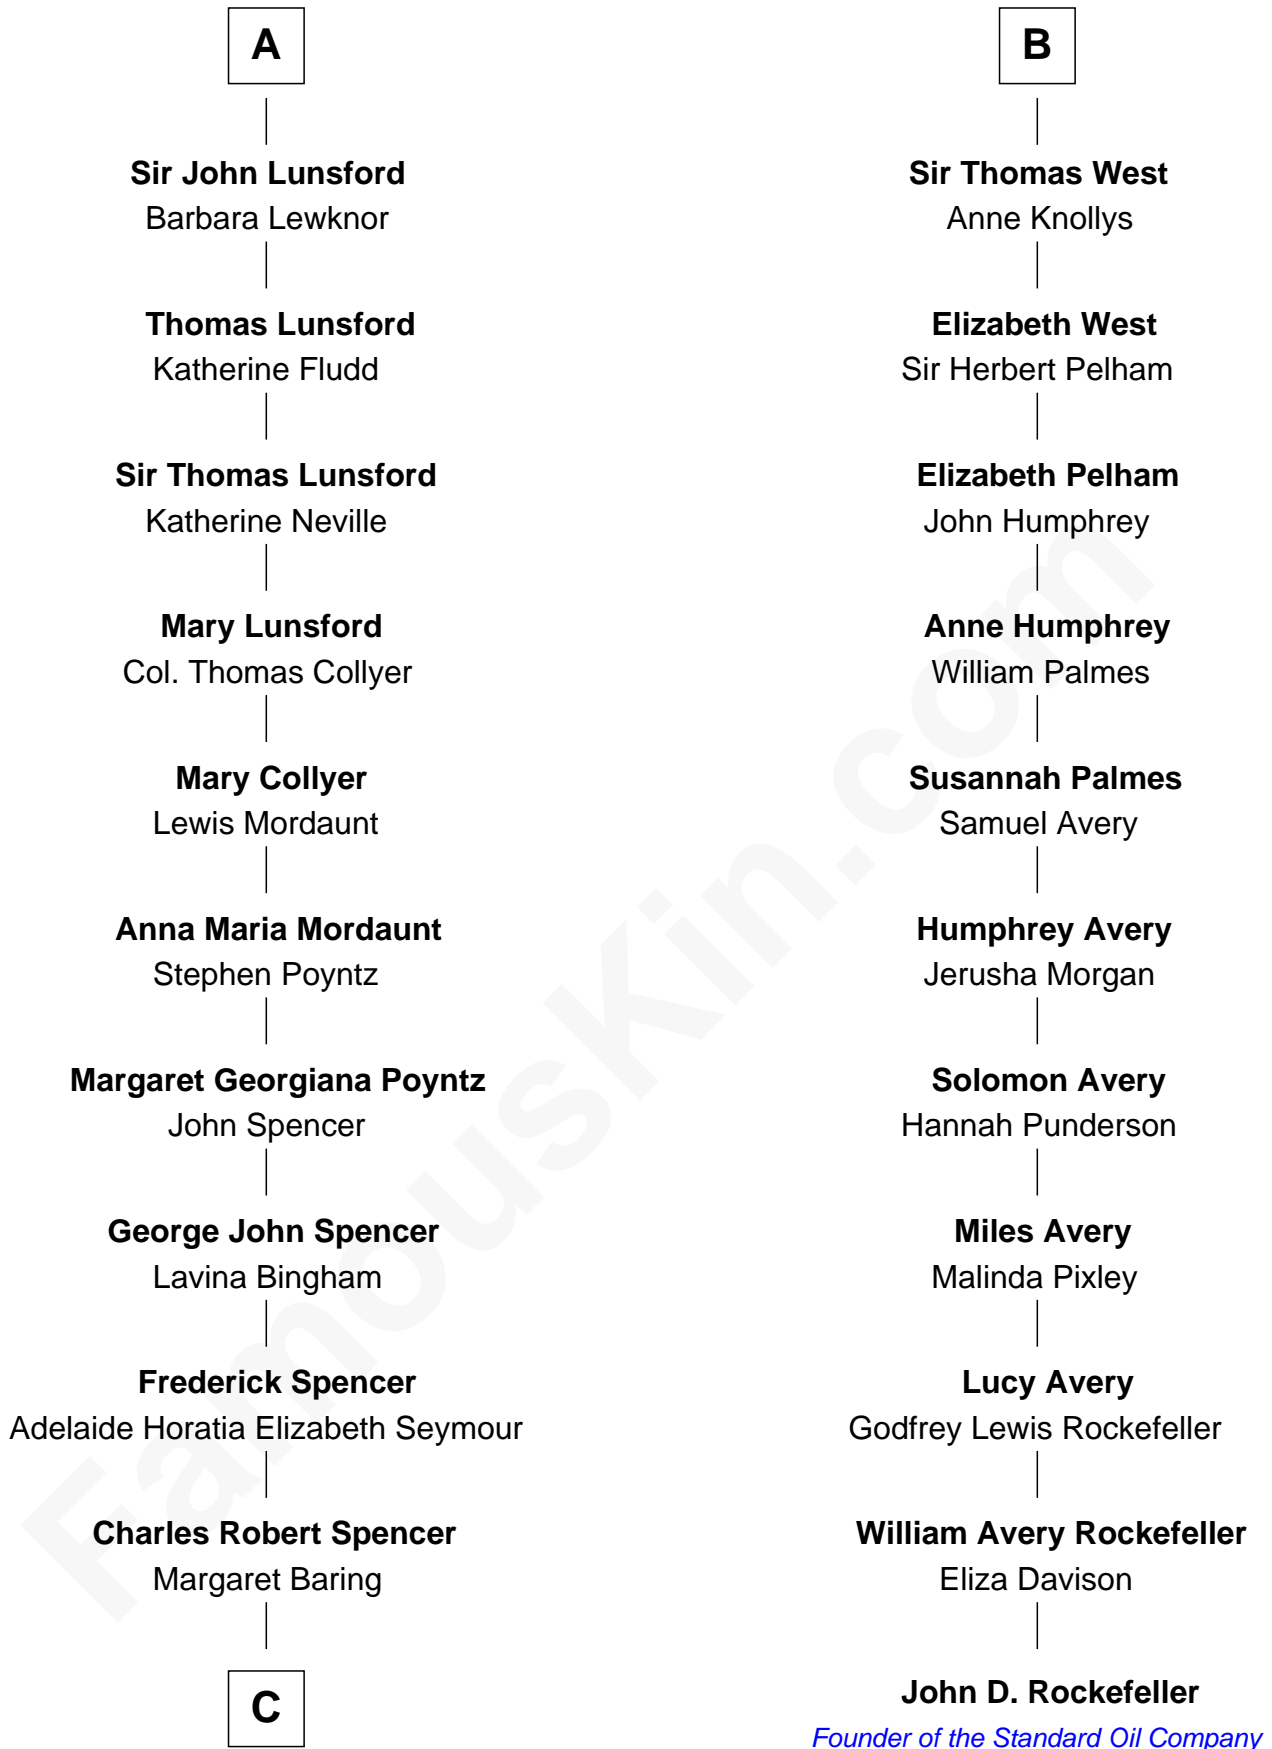 A
Sir John Lunsford
Barbara Lewknor
Thomas Lunsford
Katherine Fludd
Sir Thomas Lunsford
Katherine Neville
Mary Lunsford
Col. Thomas Collyer
Mary Collyer
Lewis Mordaunt
Anna Maria Mordaunt
Stephen Poyntz
Margaret Georgiana Poyntz
John Spencer
George John Spencer
Lavina Bingham
Frederick Spencer
Adelaide Horatia Elizabeth Seymour
Charles Robert Spencer
Margaret Baring
C
B
Sir Thomas West
Anne Knollys
Elizabeth West
Sir Herbert Pelham
Elizabeth Pelham
John Humphrey
Anne Humphrey
William Palmes
Susannah Palmes
Samuel Avery
Humphrey Avery
Jerusha Morgan
Solomon Avery
Hannah Punderson
Miles Avery
Malinda Pixley
Lucy Avery
Godfrey Lewis Rockefeller
William Avery Rockefeller
Eliza Davison
John D. Rockefeller
Founder of the Standard Oil Company
FamousKin.com